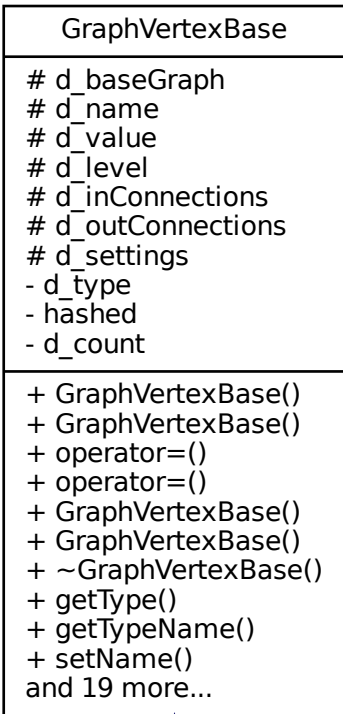 GraphVertexBase
# d_baseGraph
# d_name
# d_value
# d_level
# d_inConnections
# d_outConnections
# d_settings
- d_type
- hashed
- d_count
+ GraphVertexBase()
+ GraphVertexBase()
+ operator=()
+ operator=()
+ GraphVertexBase()
+ GraphVertexBase()
+ ~GraphVertexBase()
+ getType()
+ getTypeName()
+ setName()
and 19 more...